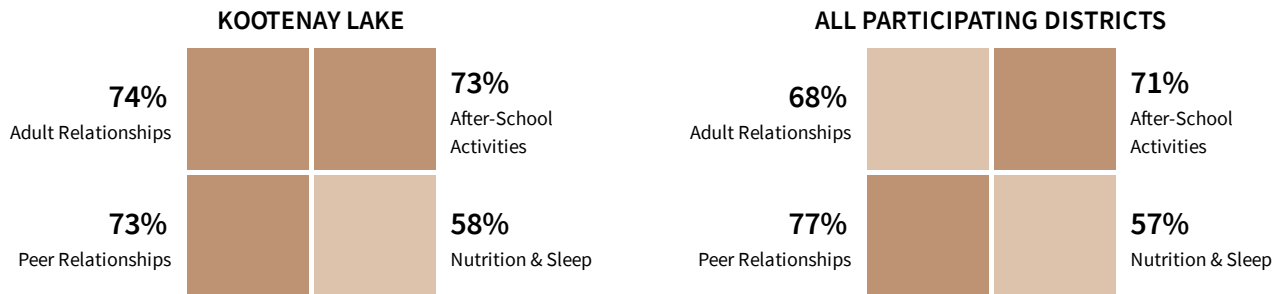 KOOTENAY LAKE
74%
Adult Relationships
73%
After-School
Activities
73%
Peer Relationships
58%
Nutrition & Sleep
ALL PARTICIPATING DISTRICTS
68%
Adult Relationships
71%
After-School
Activities
77%
Peer Relationships
57%
Nutrition & Sleep